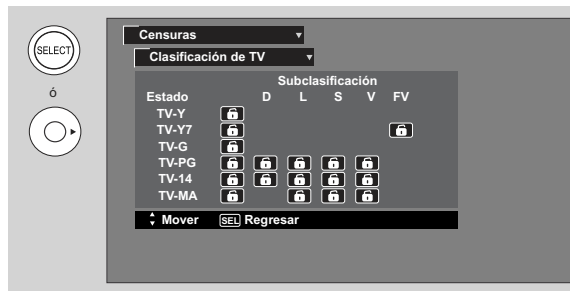 SELECT
ó
Censuras
Clasificación de TV
Subclasificación
Estado D L S V FV
TV-Y
TV-Y7
TV-G
TV-PG
TV-14
TV-MA
Mover SEL Regresar